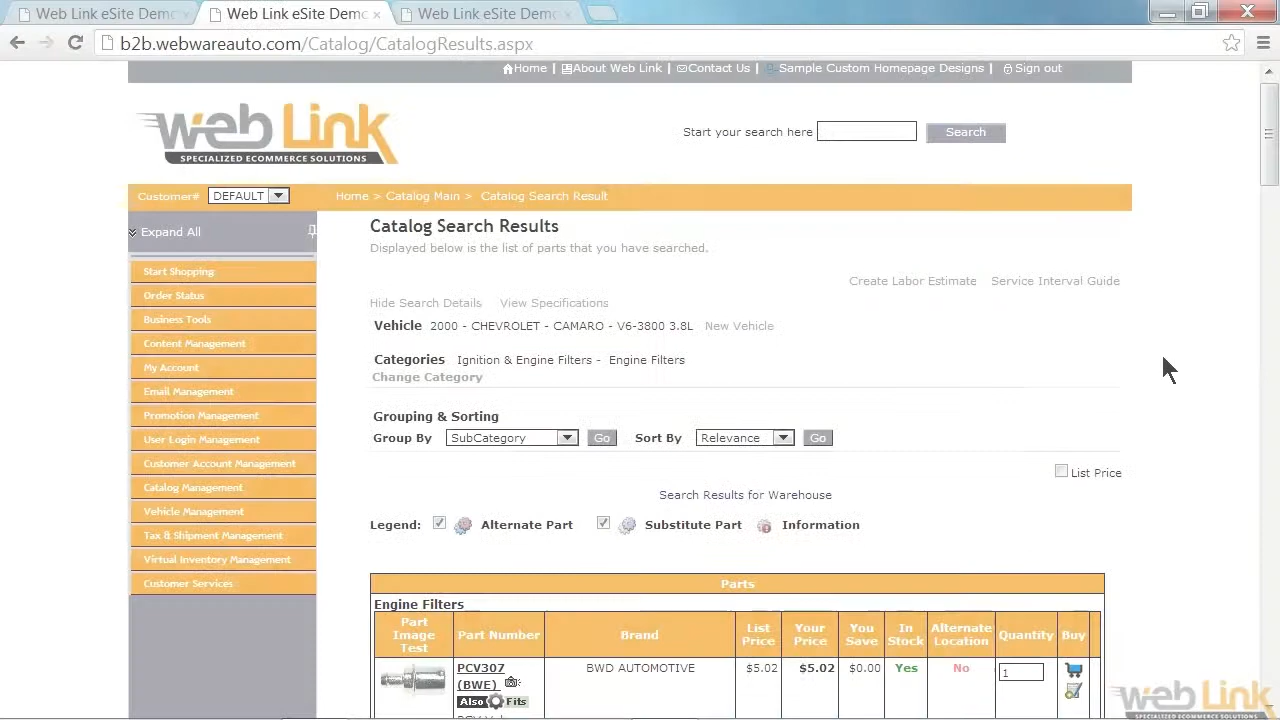 Web Link eSite Demo
Web Link eSite Demo
Web Link eSite Demo
b2b.webwareauto.com/Catalog/CatalogResults.aspx
Home | About Web Link | Contact Us | Sample Custom Homepage Designs | Sign out
web Link
SPECIALIZED ECOMMERCE SOLUTIONS
Start your search here
Search
Customer# DEFAULT
Home > Catalog Main > Catalog Search Result
Expand All
Start Shopping
Order Status
Business Tools
Content Management
My Account
Email Management
Promotion Management
User Login Management
Customer Account Management
Catalog Management
Vehicle Management
Tax & Shipment Management
Virtual Inventory Management
Customer Services
Catalog Search Results
Displayed below is the list of parts that you have searched.
Create Labor Estimate Service Interval Guide
Hide Search Details View Specifications
Vehicle 2000 - CHEVROLET - CAMARO - V6-3800 3.8L New Vehicle
Categories Ignition & Engine Filters - Engine Filters
Change Category
Grouping & Sorting
Group By SubCategory Go Sort By Relevance Go
List Price
Search Results for Warehouse
Legend: Alternate Part Substitute Part Information
Parts
Engine Filters
Part Image Test
Part Number
Brand
List Price
Your Price
You Save
In Stock
Alternate Location
Quantity
Buy
PCV307
(BWE)
Also Fits
BWD AUTOMOTIVE $5.02 $5.02 $0.00 Yes No 1
web Link
SPECIALIZED ECOMMERCE SOLUTIONS